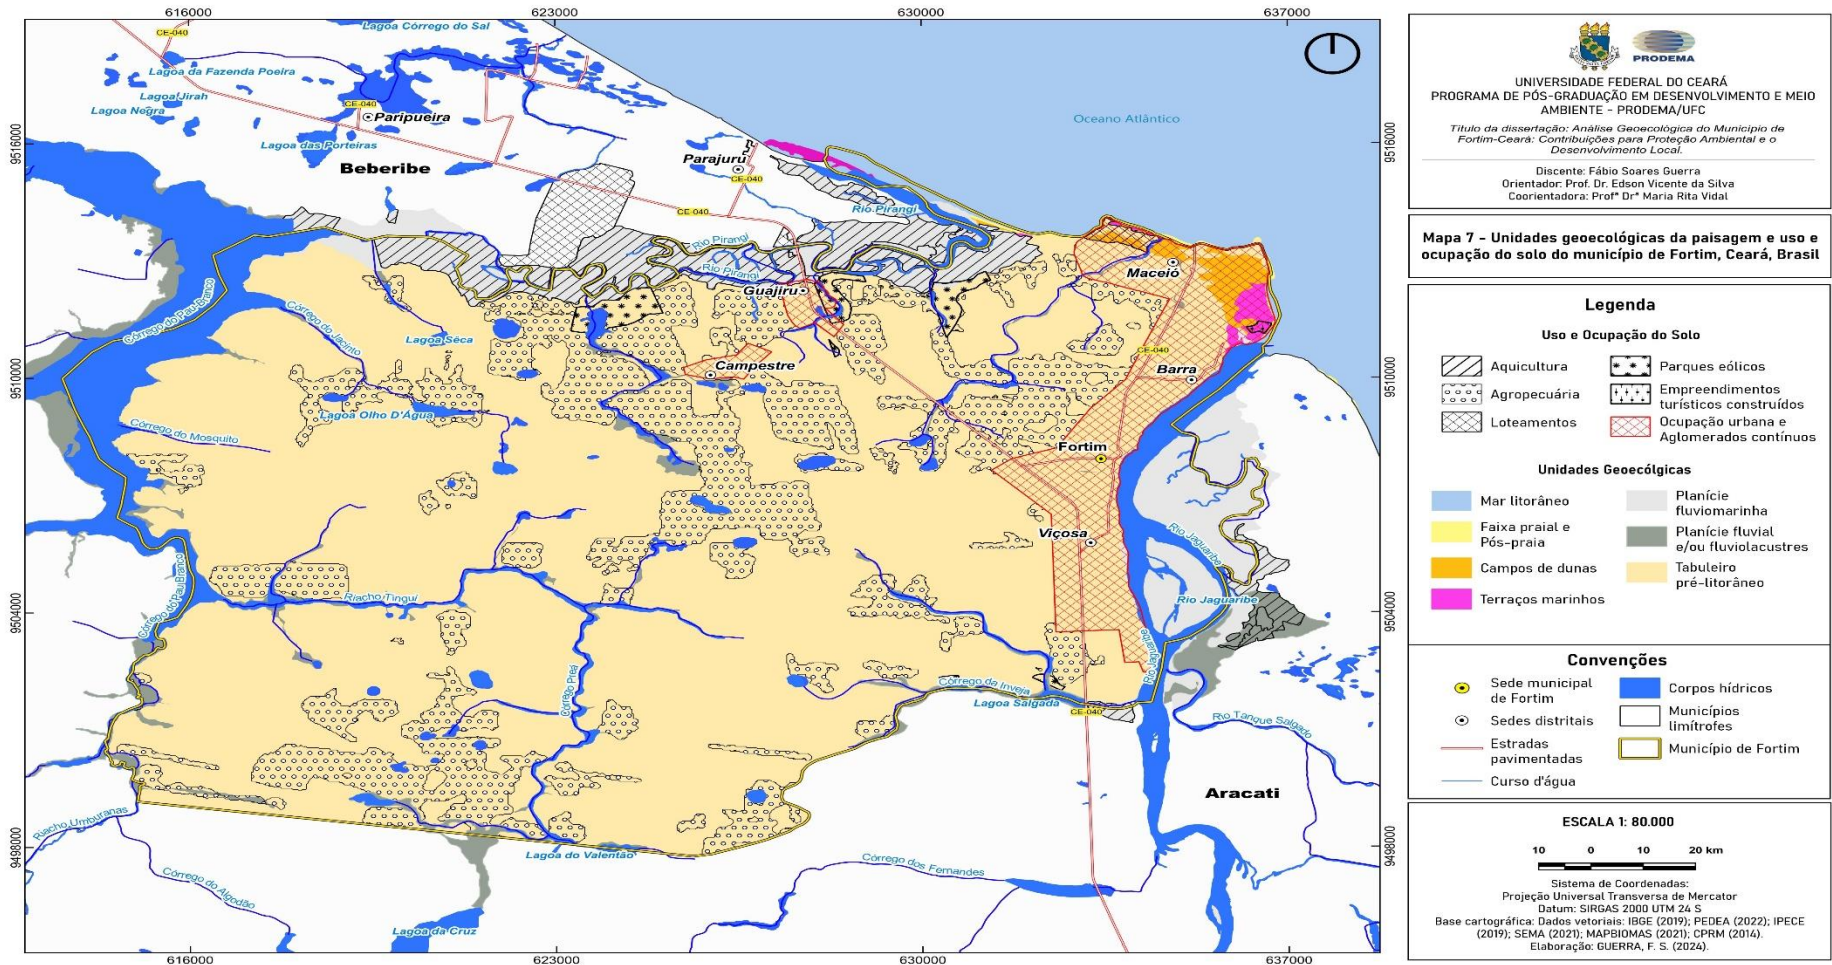 616000
623000
630000
637000
9516000
9510000
9504000
9498000
9516000
9510000
9504000
9498000
616000
623000
630000
637000
Lagoa Córrego do Sal
CE-040
Lagoa da Fazenda Poeira
Lagoa Jirah
Lagoa Negra
CE-040
Paripueira
Lagoa das Porteiras
Beberibe
Parajuru
CE-040
Oceano Atlântico
CE-040
Rio Pirangi
Rio Pirangi
Rio Pirangi
Guajiru
Maceió
Córrego do Pau Branco
Córrego do Jacinto
Lagoa Sêca
Campestre
CE-040
Barra
Lagoa Olho D'Água
Córrego do Mosquito
Fortim
Viçosa
Rio Jaguaribe
Córrego do Pau Branco
Riacho Tingui
Rio Jaguaribe
Rio Jaguaribe
Córrego Preá
Córrego da Inveja
Lagoa Salgada
CE-040
Rio Tanque Salgado
Aracati
Riacho Umburanas
Lagoa do Valentão
Córrego dos Fernandes
Córrego do Algodão
Lagoa da Cruz
PRODEMA
UNIVERSIDADE FEDERAL DO CEARÁ
PROGRAMA DE PÓS-GRADUAÇÃO EM DESENVOLVIMENTO E MEIO
AMBIENTE - PRODEMA/UFC
Título da dissertação: Análise Geoecológica do Município de
Fortim-Ceará: Contribuições para Proteção Ambiental e o
Desenvolvimento Local.
Discente: Fábio Soares Guerra
Orientador: Prof. Dr. Edson Vicente da Silva
Coorientadora: Profª Drª Maria Rita Vidal
Mapa 7 - Unidades geoecológicas da paisagem e uso e
ocupação do solo do município de Fortim, Ceará, Brasil
Legenda
Uso e Ocupação do Solo
Aquicultura
Agropecuária
Loteamentos
Parques eólicos
Empreendimentos
turísticos construídos
Ocupação urbana e
Aglomerados contínuos
Unidades Geoecólgicas
Mar litorâneo
Faixa praial e
Pós-praia
Campos de dunas
Terraços marinhos
Planície
fluviomarinha
Planície fluvial
e/ou fluviolacustres
Tabuleiro
pré-litorâneo
Convenções
Sede municipal
de Fortim
Sedes distritais
Estradas
pavimentadas
Curso d'água
Corpos hídricos
Municípios
limítrofes
Município de Fortim
ESCALA 1: 80.000
10 0 10 20 km
Sistema de Coordenadas:
Projeção Universal Transversa de Mercator
Datum: SIRGAS 2000 UTM 24 S
Base cartográfica: Dados vetoriais: IBGE (2019); PEDEA (2022); IPECE
(2019); SEMA (2021); MAPBIOMAS (2021); CPRM (2014).
Elaboração: GUERRA, F. S. (2024).